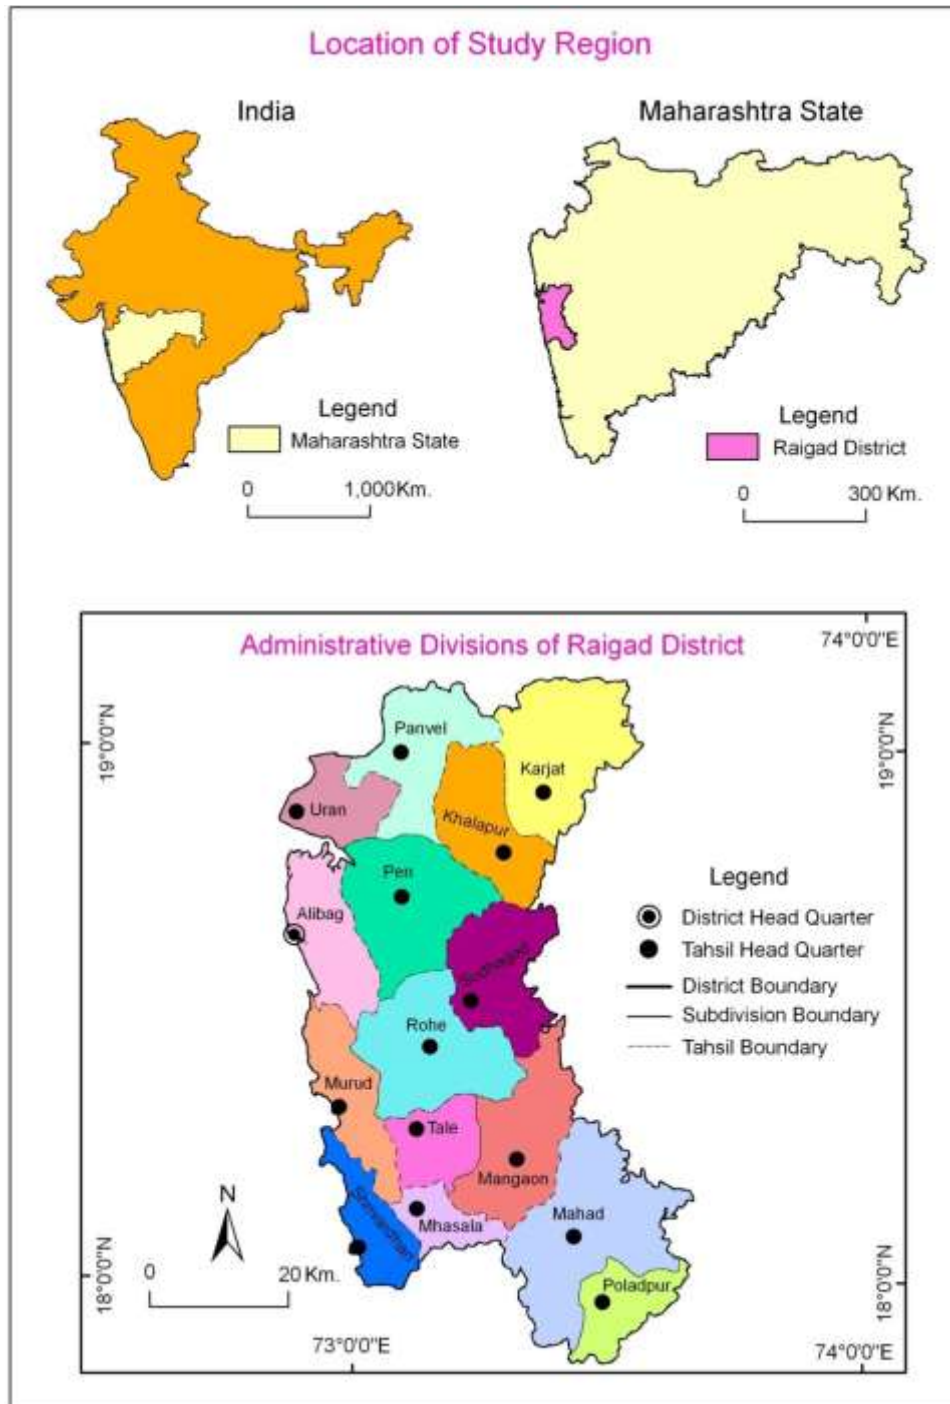 Location of Study Region
India
Maharashtra State
Legend
Maharashtra State
0 1,000 Km.
Legend
Raigad District
0 300 Km.
Administrative Divisions of Raigad District
74°0'0"E
19°0'0"N
19°0'0"N
Panvel
Karjat
Uran
Khalapur
Pen
Alibag
Sudhagad
Rohe
Murud
Tale
Mangaon
Shrivardhan
Mhasala
Mahad
Poladpur
Legend
District Head Quarter
Tahsil Head Quarter
District Boundary
Subdivision Boundary
Tahsil Boundary
N
0 20 Km.
18°0'0"N
18°0'0"N
73°0'0"E
74°0'0"E